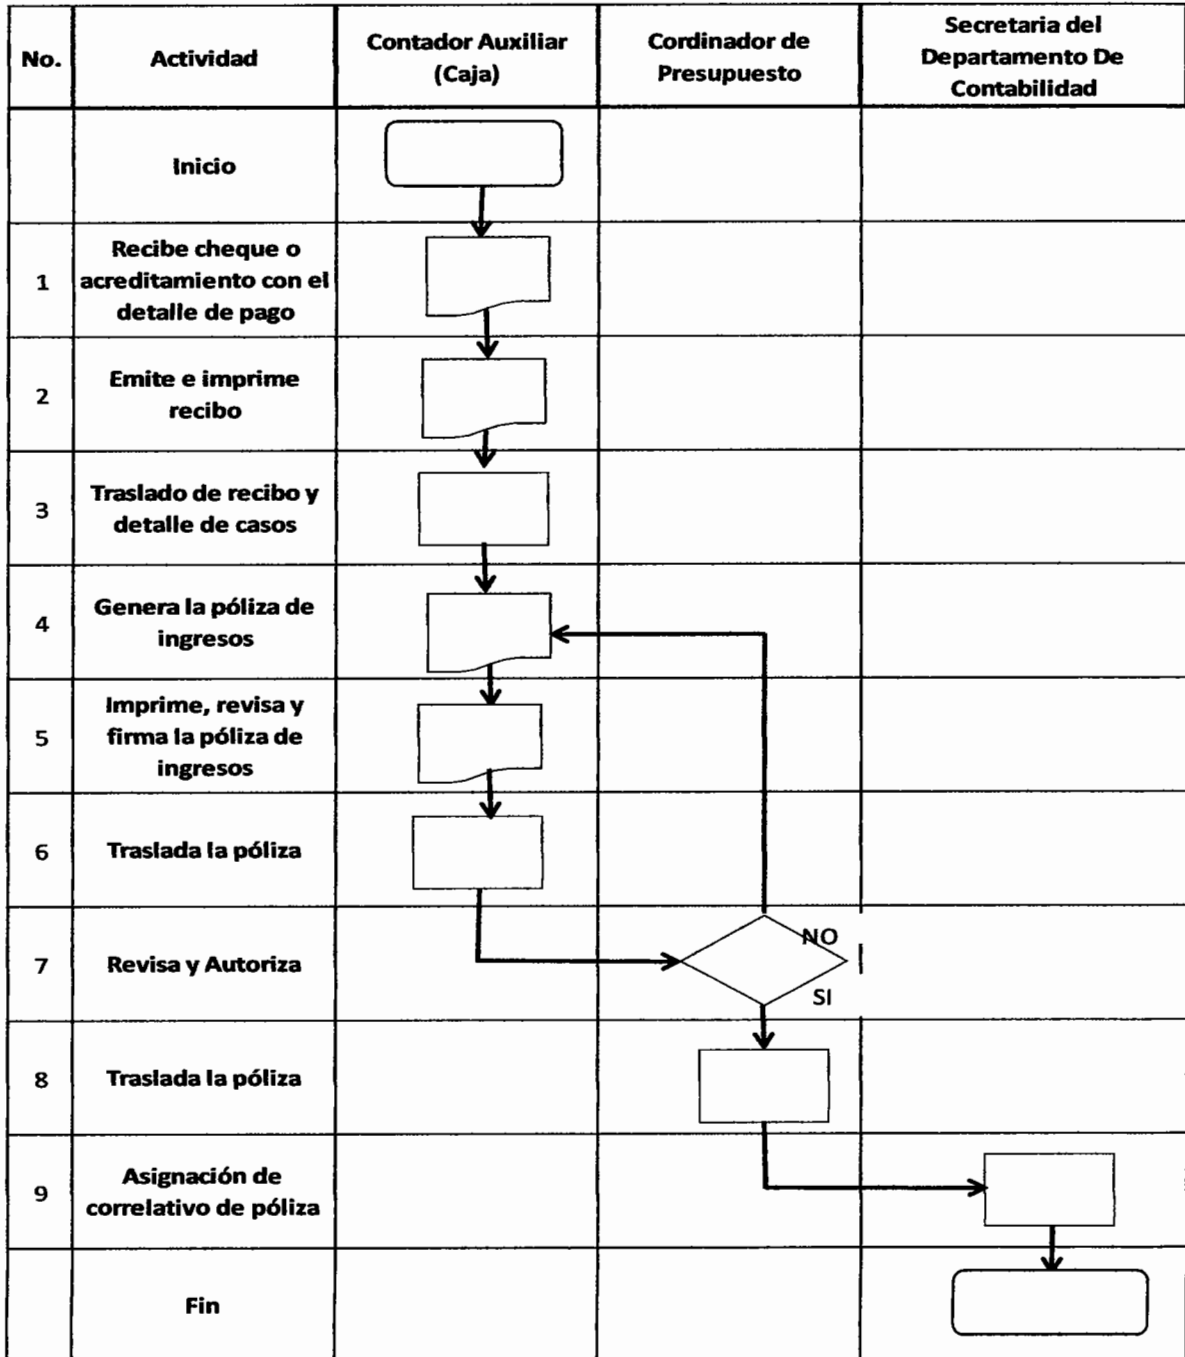 No.
Actividad
Contador Auxiliar
(Caja)
Cordinador de
Presupuesto
Secretaria del
Departamento De
Contabilidad
Inicio
1
Recibe cheque o
acreditamiento con el
detalle de pago
2
Emite e imprime
recibo
3
Traslado de recibo y
detalle de casos
4
Genera la póliza de
ingresos
5
Imprime, revisa y
firma la póliza de
ingresos
6
Traslada la póliza
7
Revisa y Autoriza
NO
SI
8
Traslada la póliza
9
Asignación de
correlativo de póliza
Fin